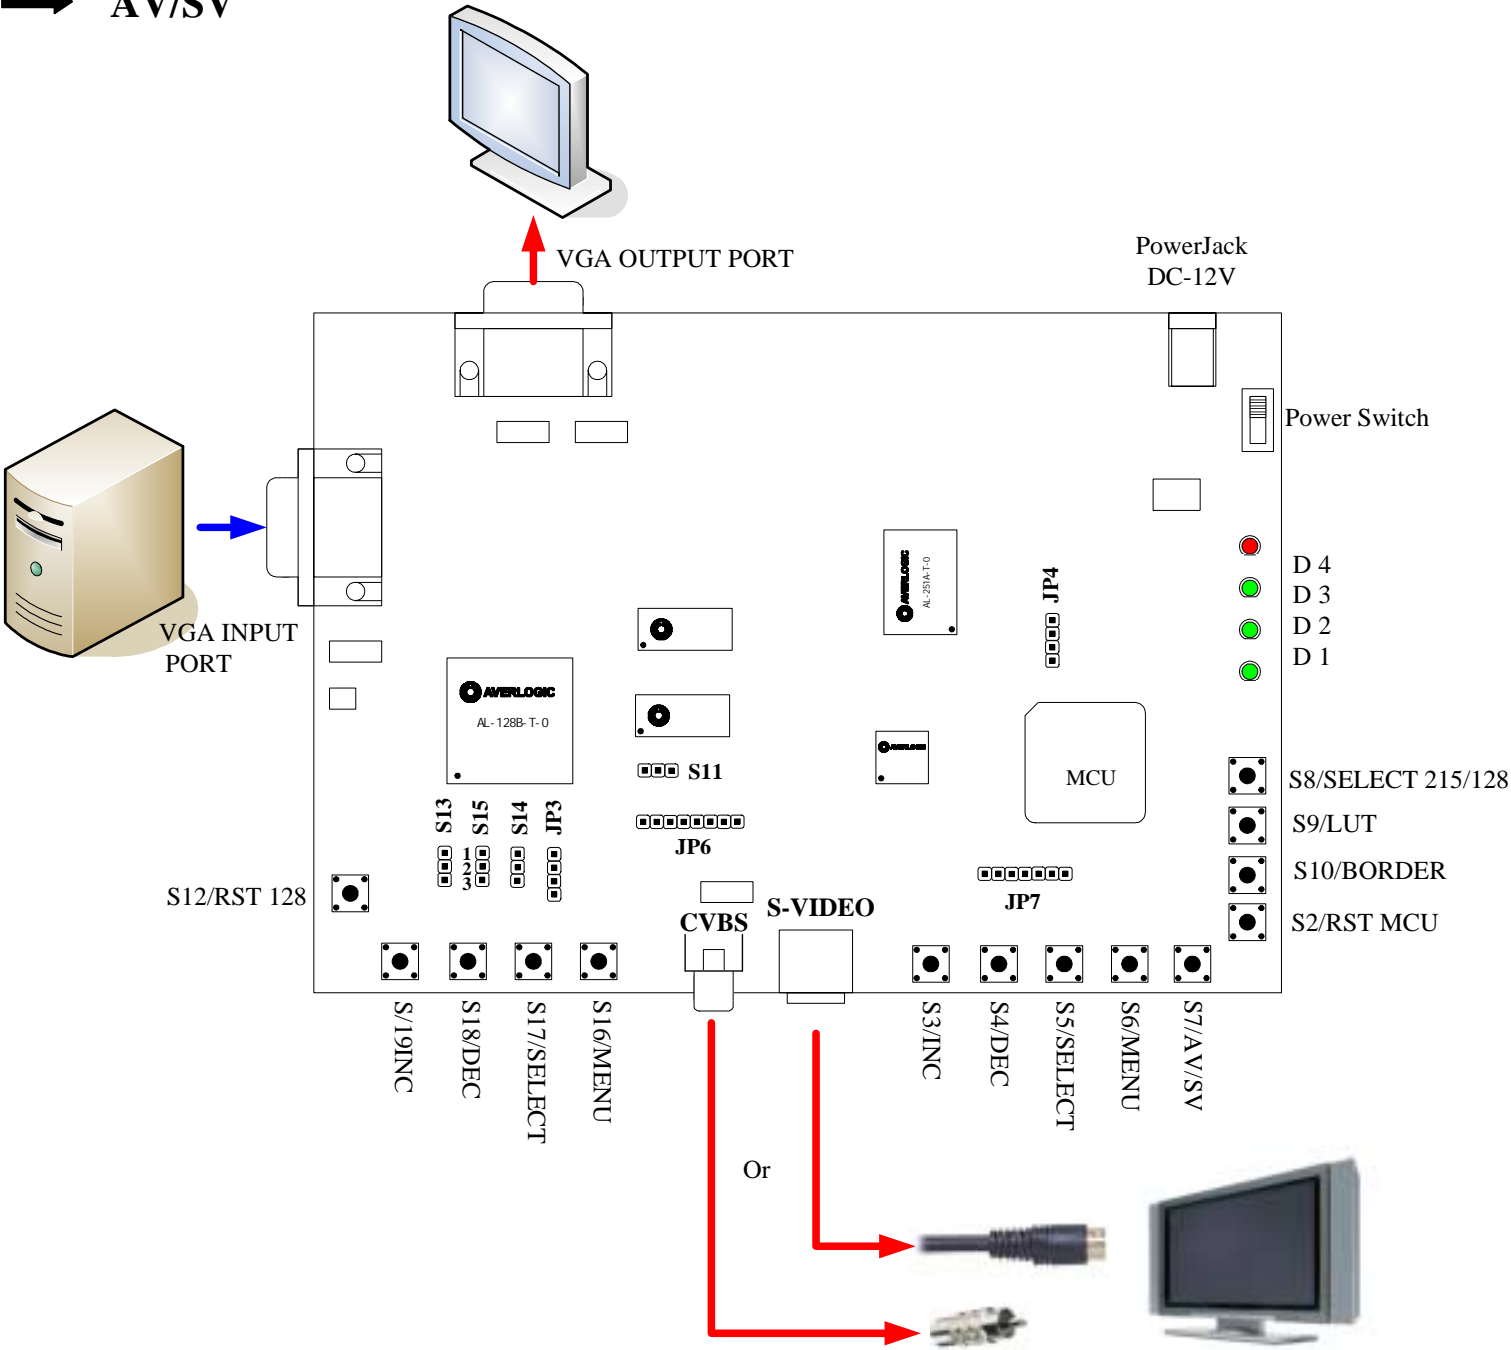 AV/SV
VGA OUTPUT PORT
PowerJack
DC-12V
Power Switch
VGA INPUT
PORT
AVERLOGIC
AL-251A-T-0
JP4
D 4
D 3
D 2
D 1
AVERLOGIC
AL-128B-T-0
S11
AVERLOGIC
MCU
S8/SELECT 215/128
S9/LUT
S10/BORDER
S2/RST MCU
S13
S15
S14
JP3
1
2
3
JP6
JP7
S12/RST 128
CVBS
S-VIDEO
S/19INC
S18/DEC
S17/SELECT
S16/MENU
S3/INC
S4/DEC
S5/SELECT
S6/MENU
S7/AV/SV
Or